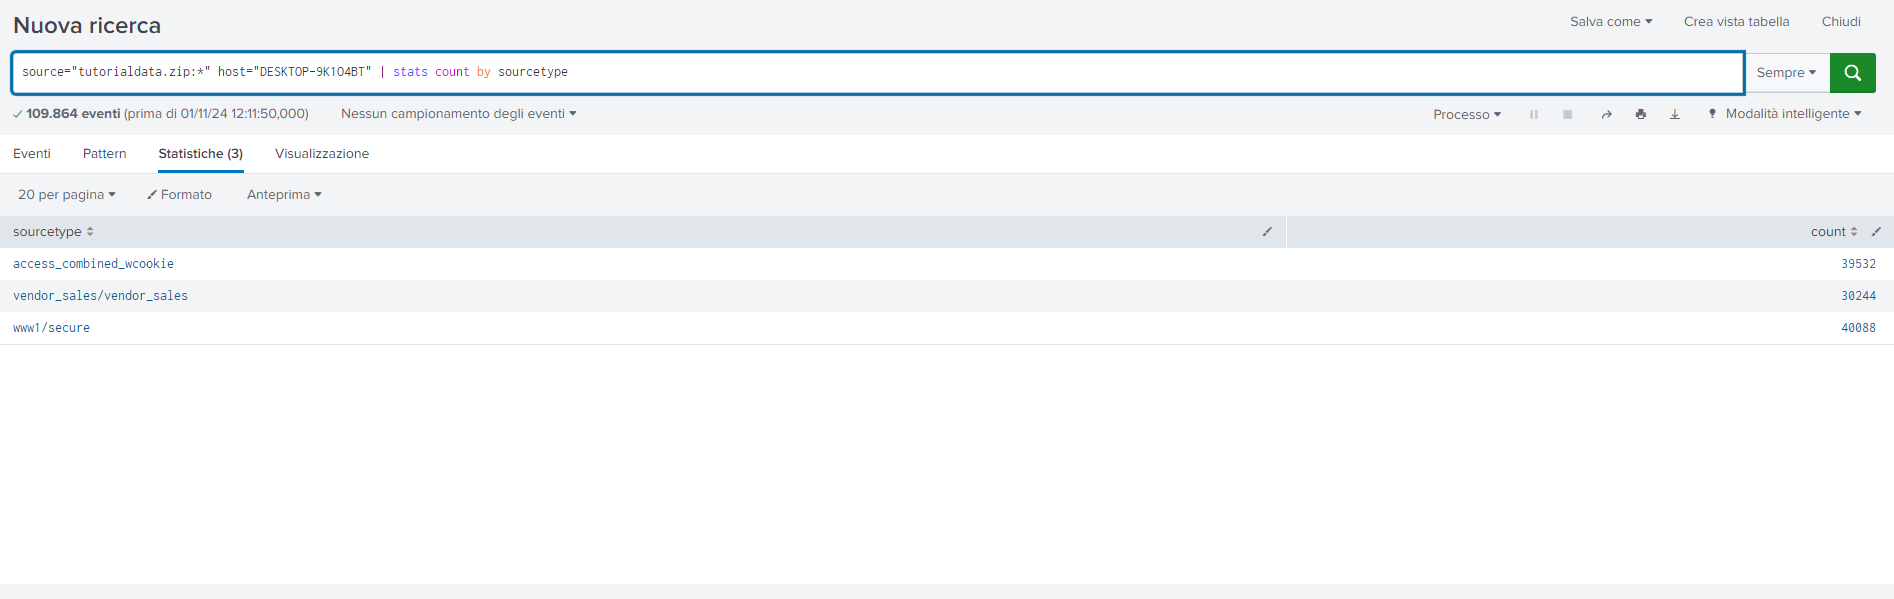 Nuova ricerca
Salva come Crea vista tabella Chiudi
source="tutorialdata.zip:*" host="DESKTOP-9K1O4BT" | stats count by sourcetype
Sempre
109.864 eventi (prima di 01/11/24 12:11:50,000) Nessun campionamento degli eventi
Processo Modalità intelligente
Eventi Pattern Statistiche (3) Visualizzazione
20 per pagina Formato Anteprima
sourcetype count
access_combined_wcookie 39532
vendor_sales/vendor_sales 30244
www1/secure 40088